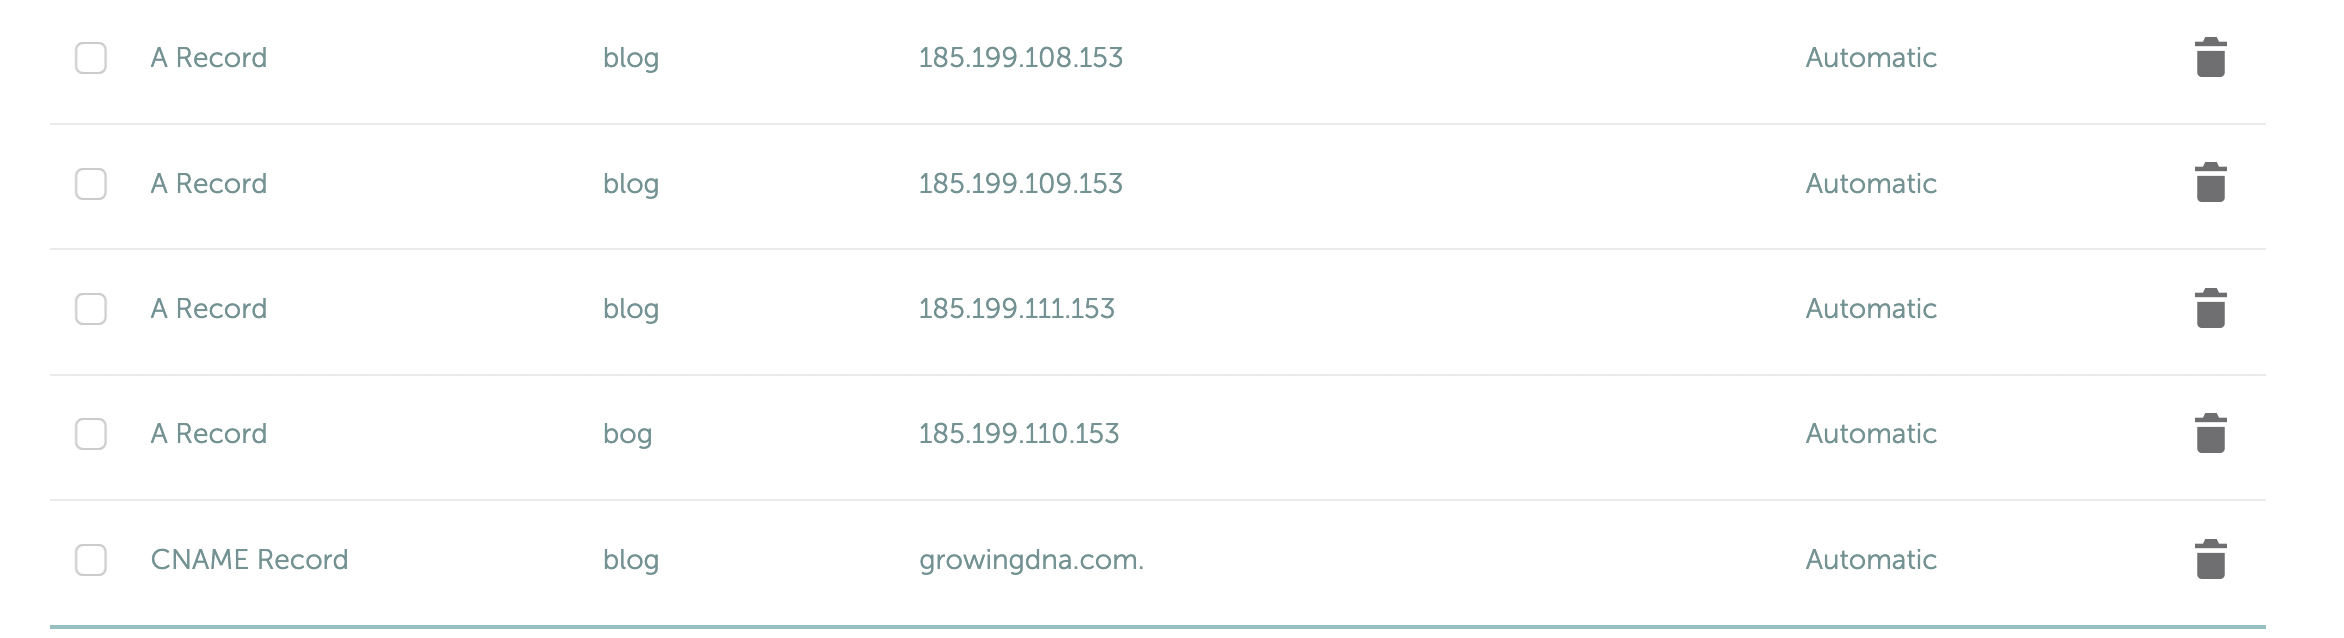 A Record blog 185.199.108.153 Automatic
A Record blog 185.199.109.153 Automatic
A Record blog 185.199.111.153 Automatic
A Record bog 185.199.110.153 Automatic
CNAME Record blog growingdna.com. Automatic